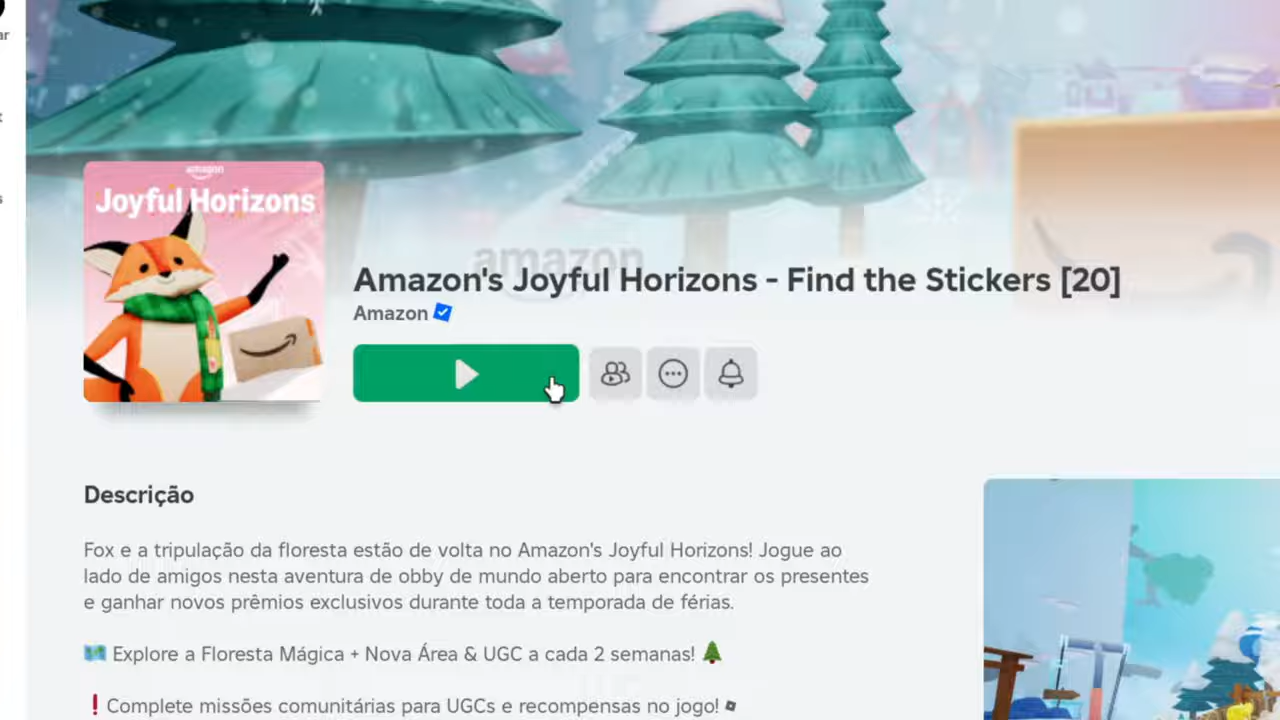 ar
amazon
Joyful Horizons
amazon
Amazon's Joyful Horizons - Find the Stickers [20]
Amazon
Descrição
Fox e a tripulação da floresta estão de volta no Amazon's Joyful Horizons! Jogue ao
lado de amigos nesta aventura de obby de mundo aberto para encontrar os presentes
e ganhar novos prêmios exclusivos durante toda a temporada de férias.
🗺️ Explore a Floresta Mágica + Nova Área & UGC a cada 2 semanas! 🌲
❗ Complete missões comunitárias para UGCs e recompensas no jogo!